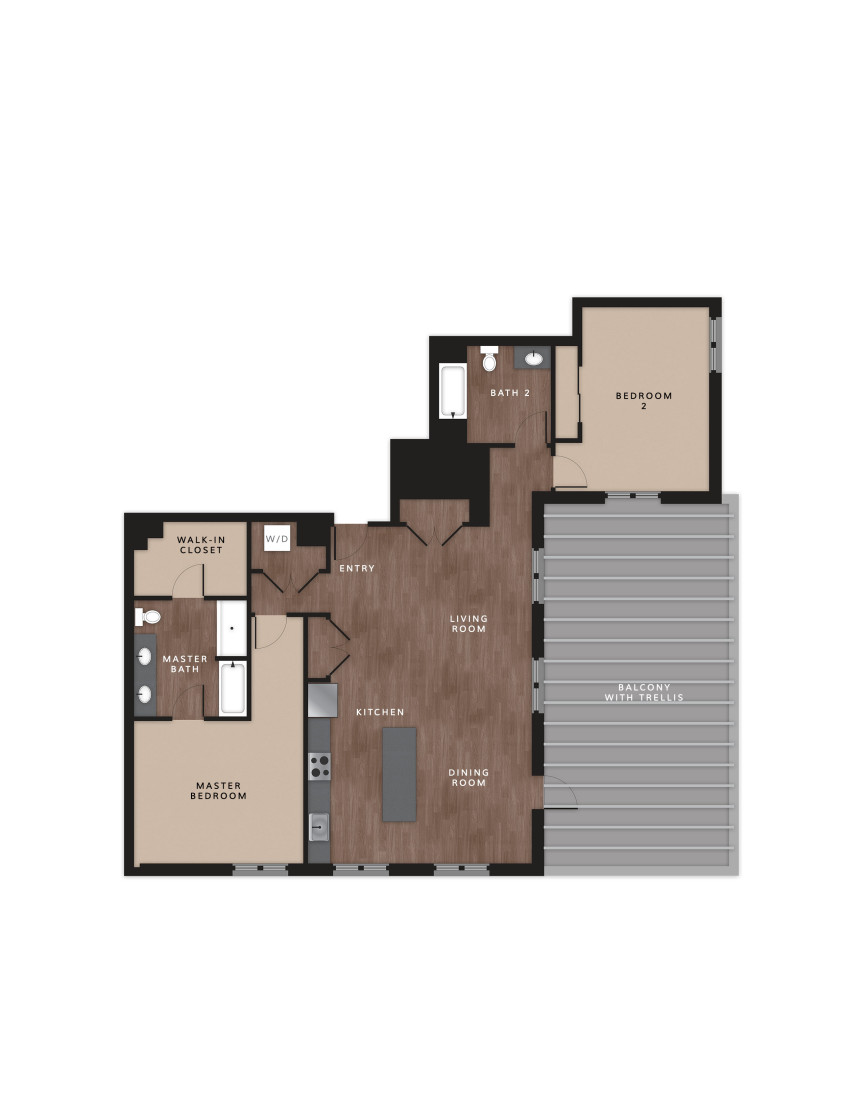 BATH 2
BEDROOM
2
WALK-IN
CLOSET
W/D
ENTRY
LIVING
ROOM
MASTER
BATH
BALCONY
WITH TRELLIS
KITCHEN
MASTER
BEDROOM
DINING
ROOM